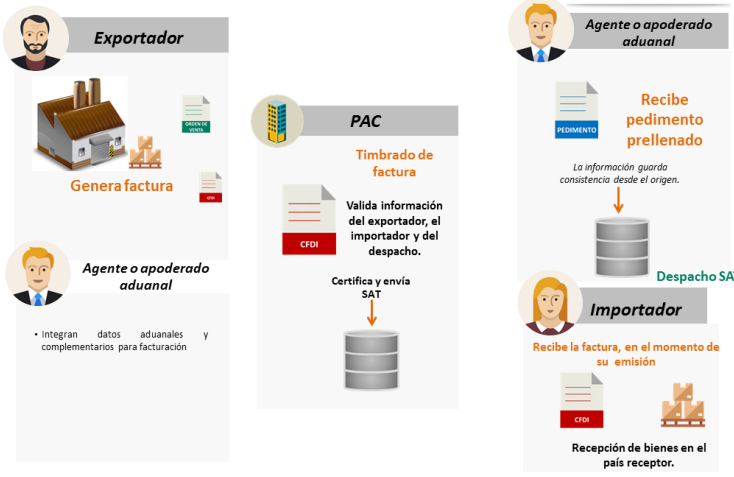 Exportador
ORDEN DE
VENTA
Genera factura
CFDI
Agente o apoderado
aduanal
• Integran datos aduanales y
complementarios para facturación
PAC
Timbrado de
factura
Valida información
del exportador, el
importador y del
despacho.
CFDI
Certifica y envía
SAT
Agente o apoderado
aduanal
PEDIMENTO
Recibe
pedimento
prellenado
La información guarda
consistencia desde el origen.
Despacho SAT
Importador
Recibe la factura, en el momento de
su emisión
CFDI
Recepción de bienes en el
país receptor.